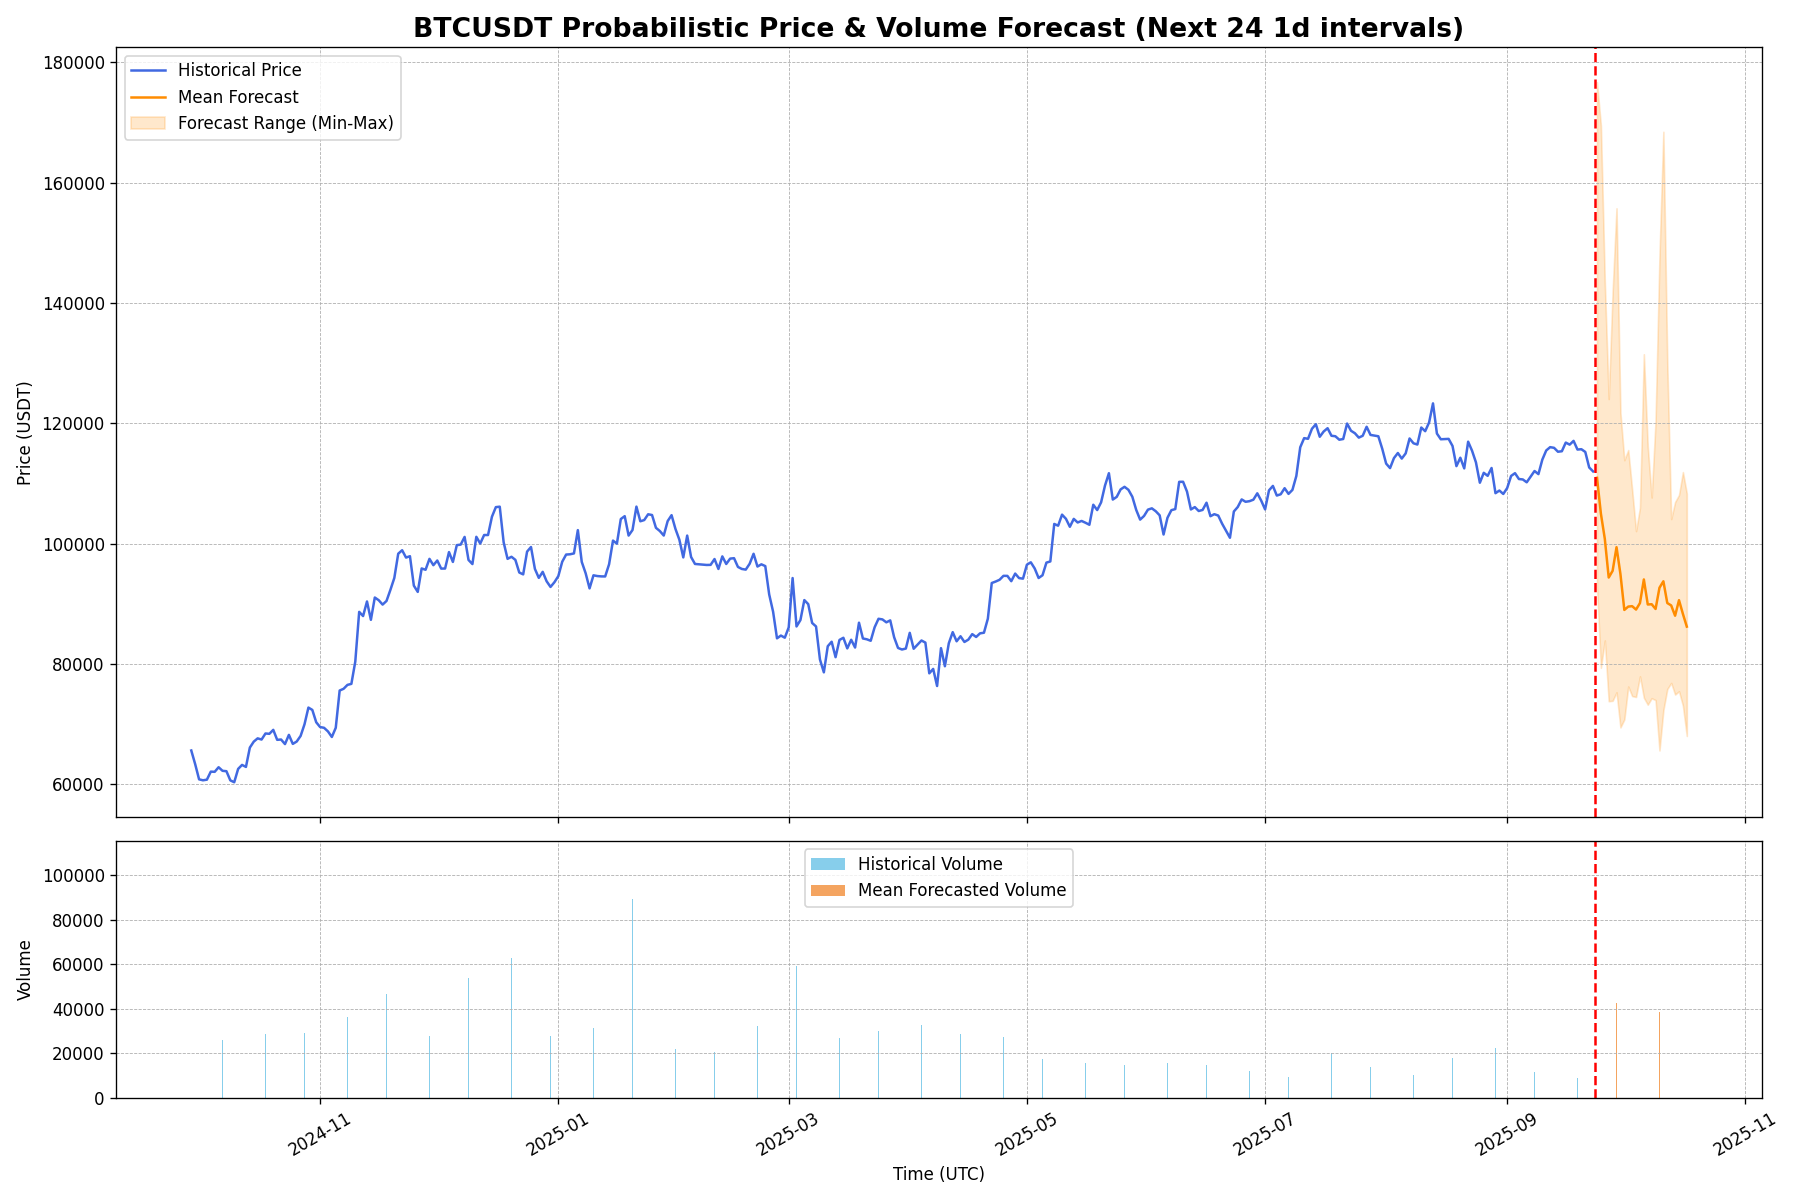 BTCUSDT Probabilistic Price & Volume Forecast (Next 24 1d intervals)
Historical Price
Mean Forecast
Forecast Range (Min-Max)
Price (USDT)
180000
160000
140000
120000
100000
80000
60000
Historical Volume
Mean Forecasted Volume
Volume
100000
80000
60000
40000
20000
0
2024-11
2025-01
2025-03
2025-05
2025-07
2025-09
2025-11
Time (UTC)